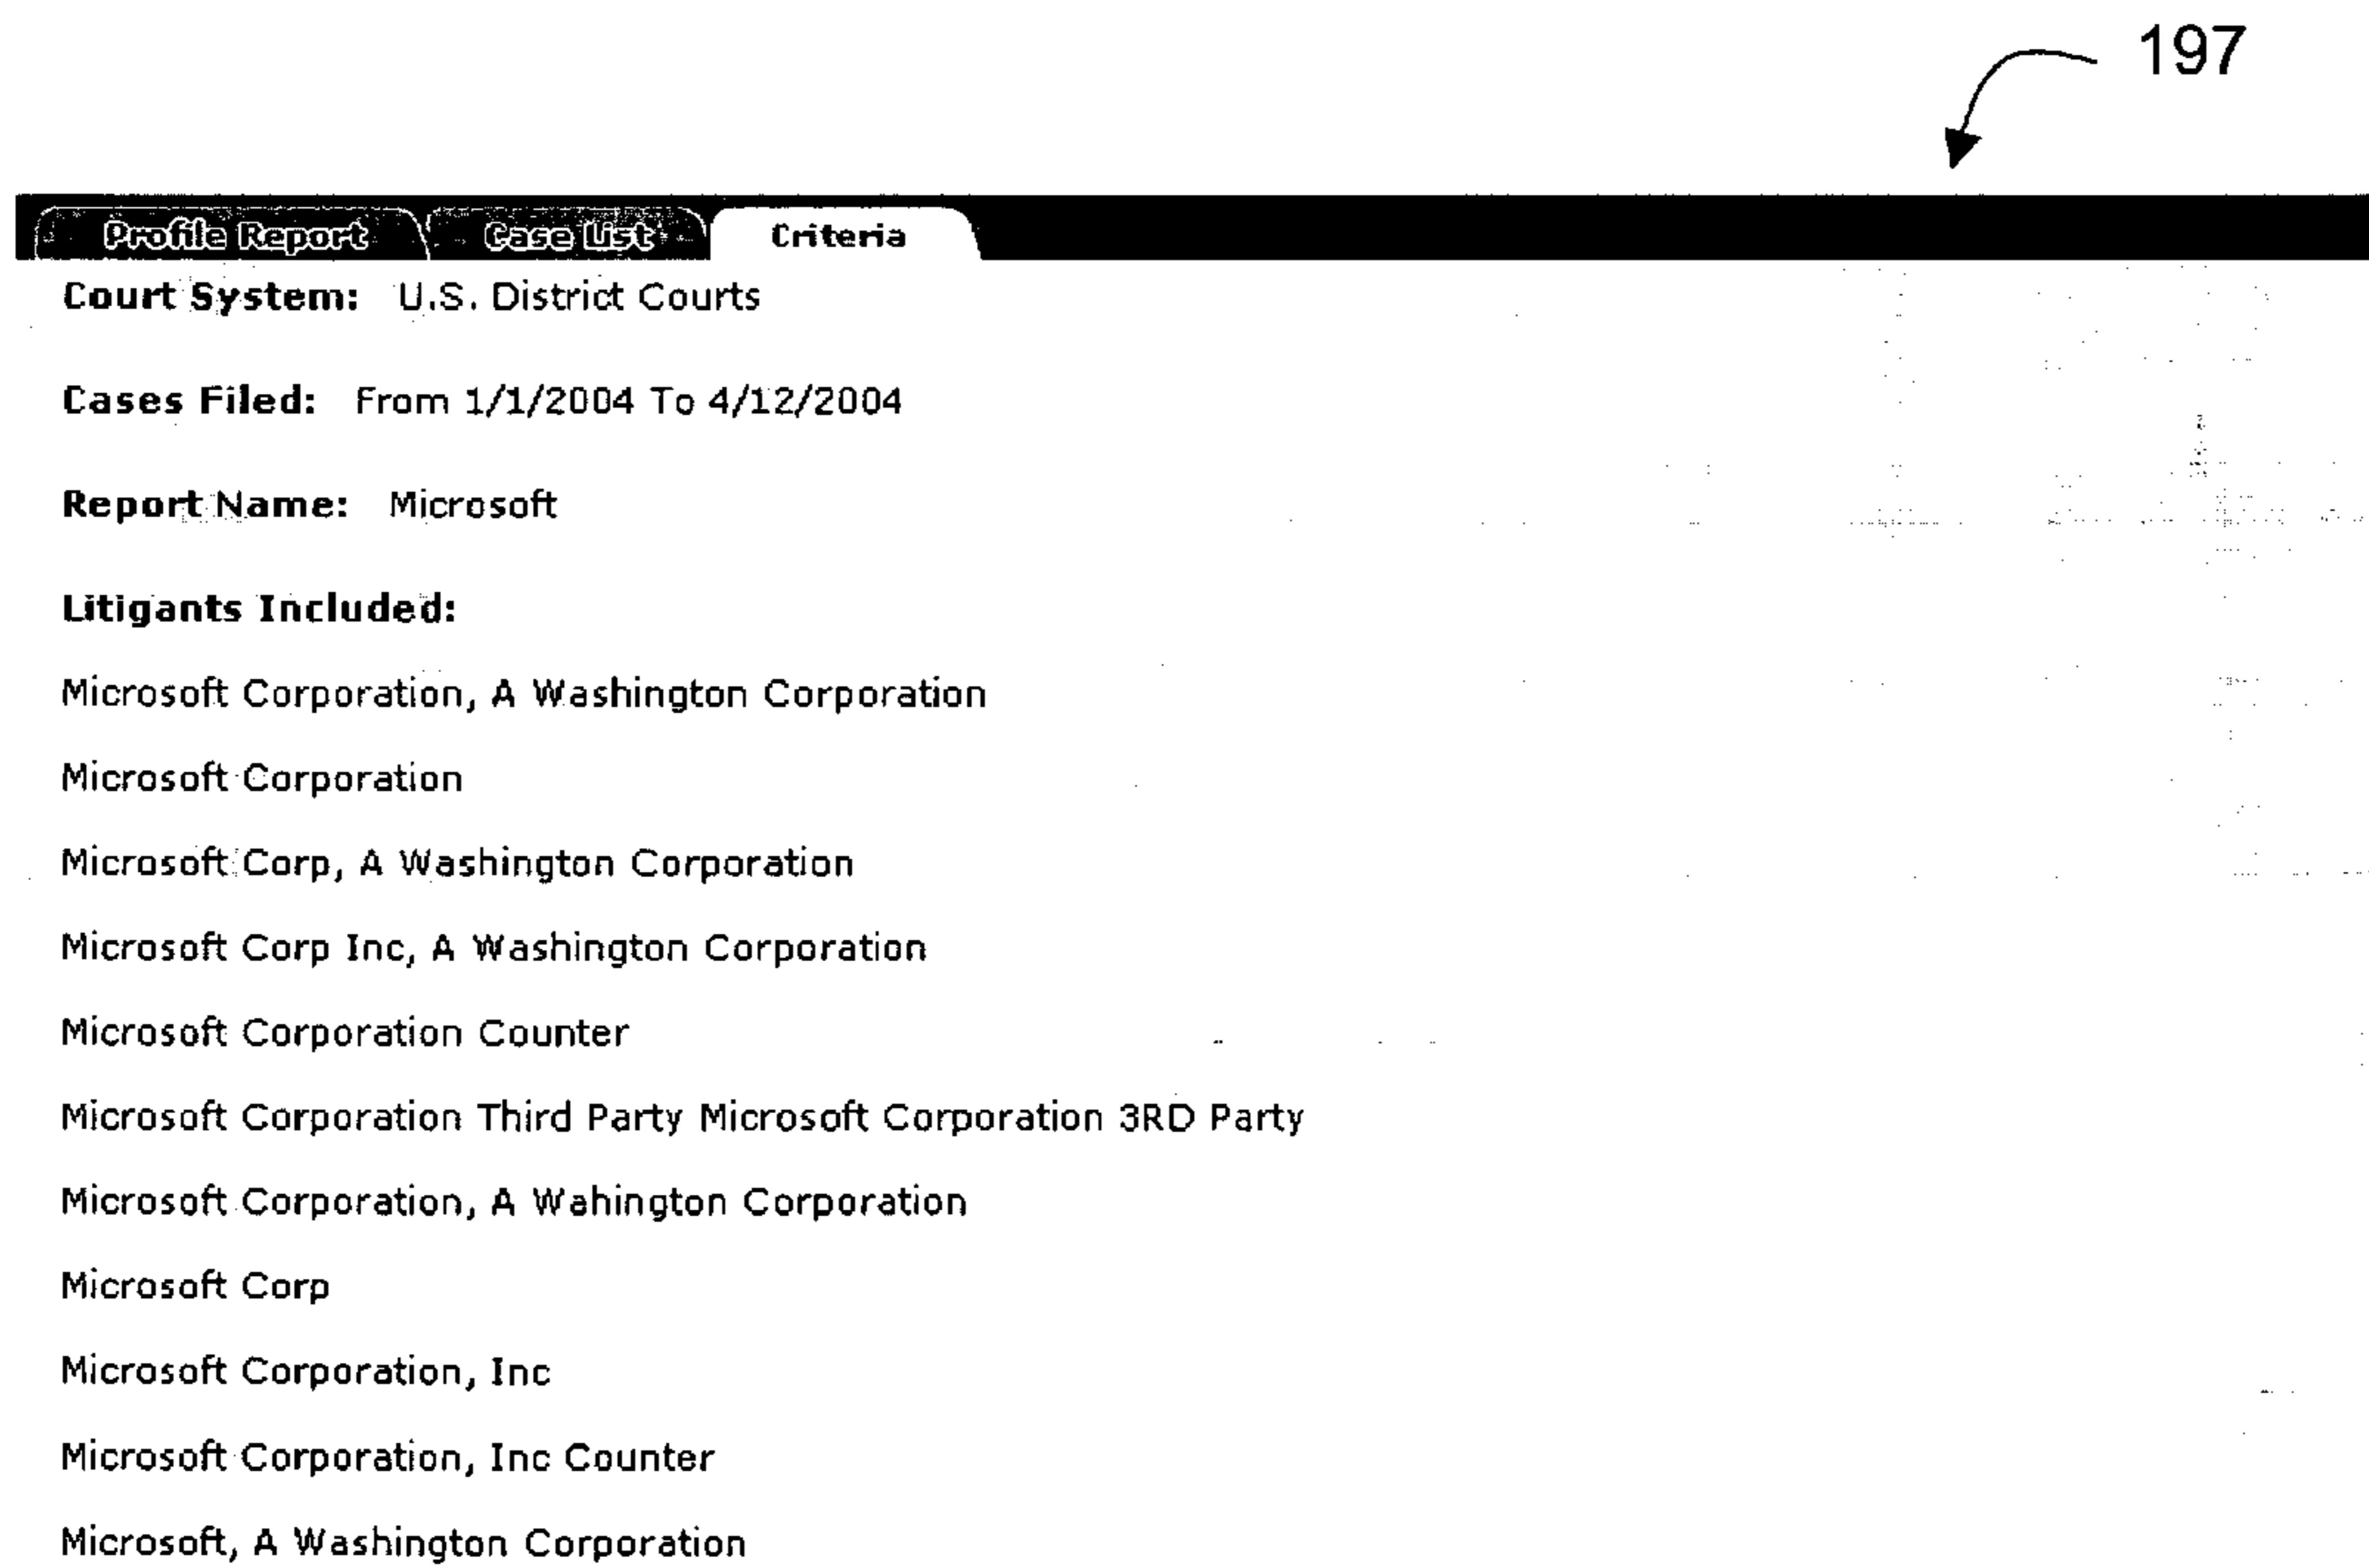 197
Profile Report Case List Criteria
Court System: U.S. District Courts
Cases Filed: From 1/1/2004 To 4/12/2004
Report Name: Microsoft
Litigants Included:
Microsoft Corporation, A Washington Corporation
Microsoft Corporation
Microsoft Corp, A Washington Corporation
Microsoft Corp Inc, A Washington Corporation
Microsoft Corporation Counter
Microsoft Corporation Third Party Microsoft Corporation 3RD Party
Microsoft Corporation, A Wahington Corporation
Microsoft Corp
Microsoft Corporation, Inc
Microsoft Corporation, Inc Counter
Microsoft, A Washington Corporation